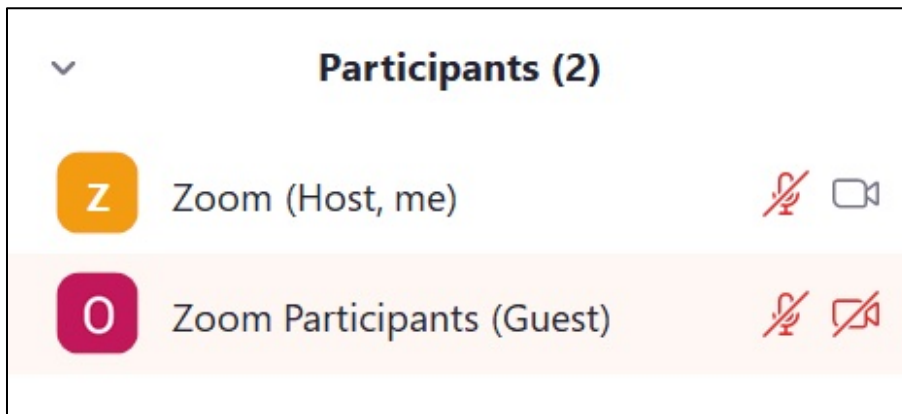 Participants (2)
Z Zoom (Host, me)
O Zoom Participants (Guest)